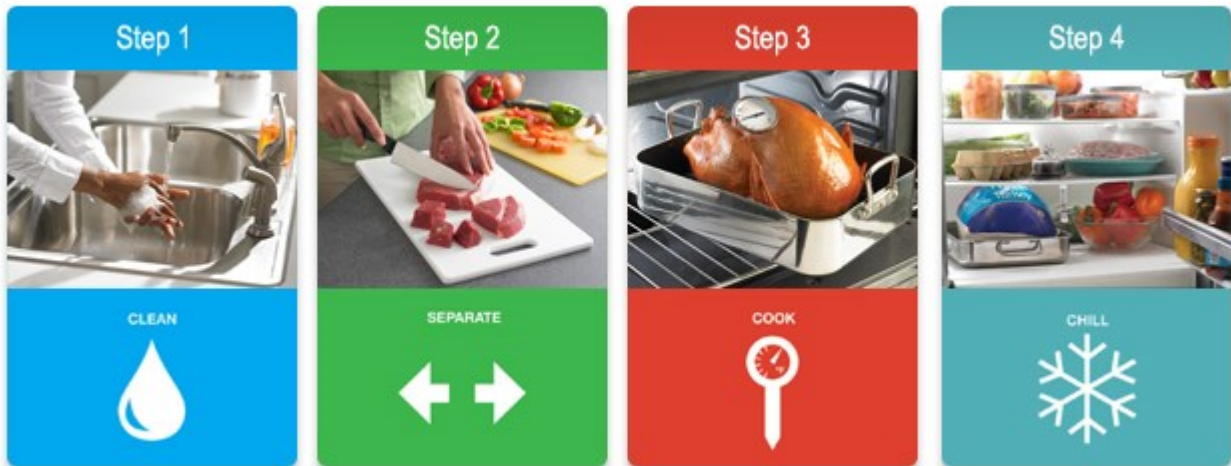 Step 1
CLEAN
Step 2
SEPARATE
Step 3
COOK
Step 4
CHILL